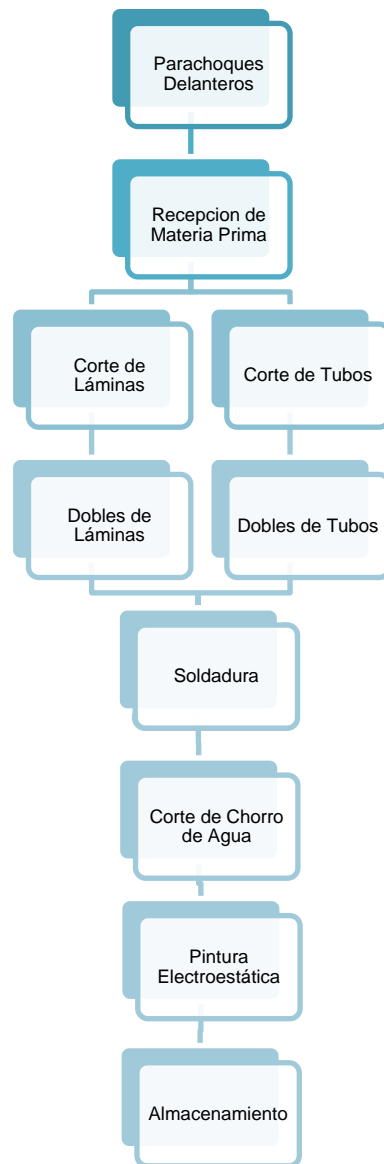 Parachoques
Delanteros
Recepcion de
Materia Prima
Corte de
Láminas
Corte de Tubos
Dobles de
Láminas
Dobles de Tubos
Soldadura
Corte de Chorro
de Agua
Pintura
Electroestática
Almacenamiento